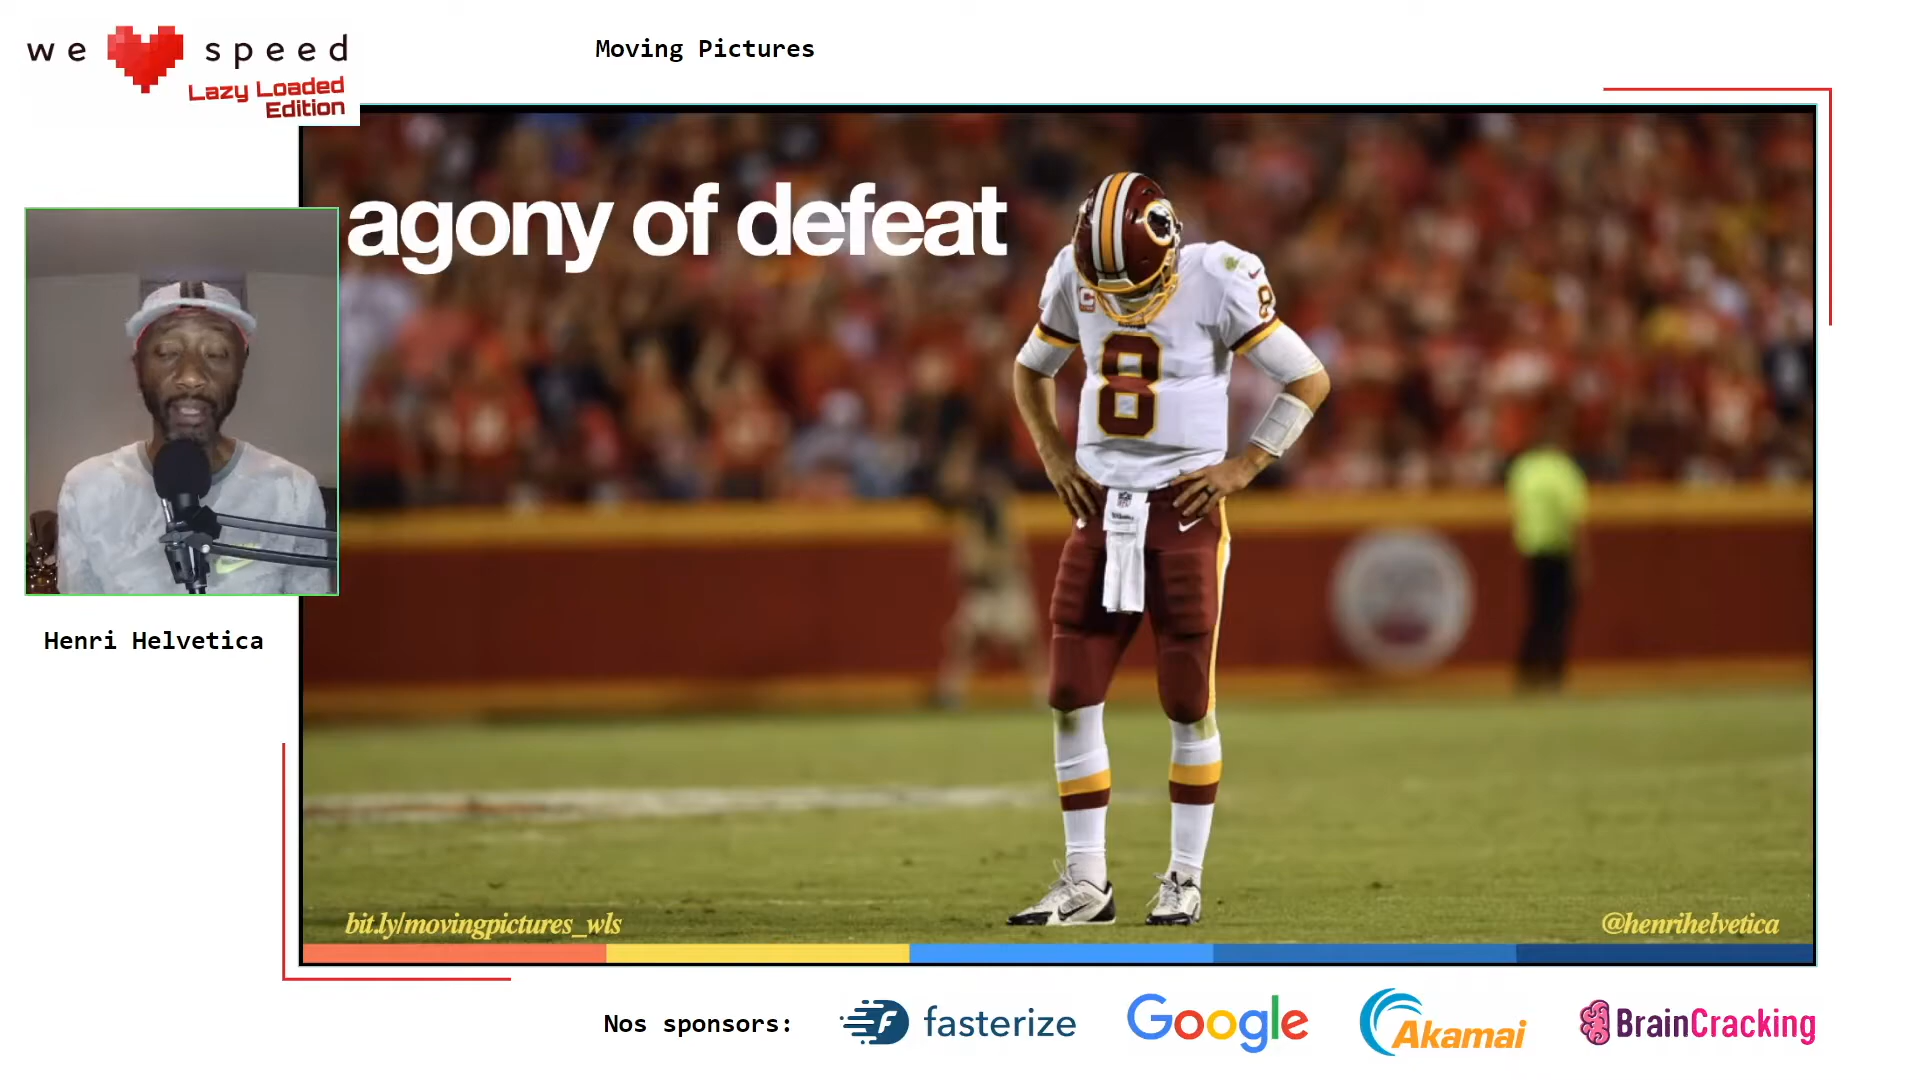 we speed
Lazy Loaded
Edition
Moving Pictures
agony of defeat
C
8
8
Henri Helvetica
bit.ly/movingpictures_wls
@henrihelvetica
Nos sponsors:
fasterize
Google
Akamai
BrainCracking